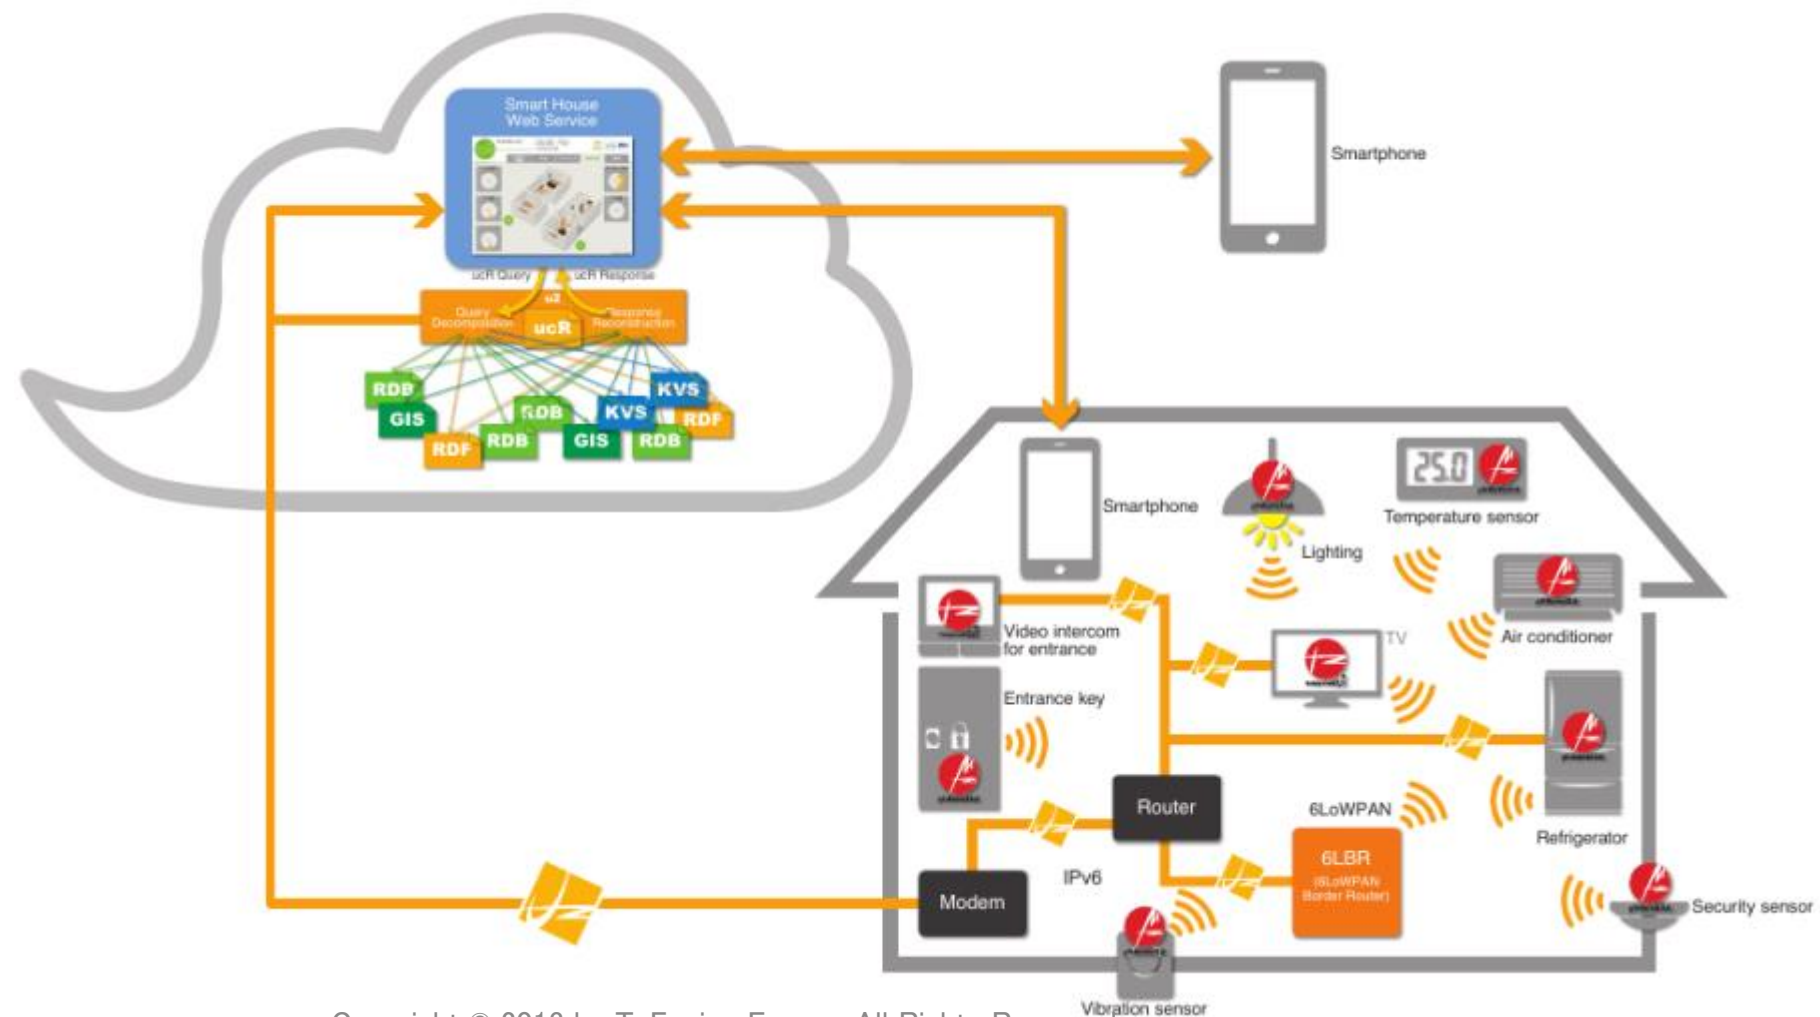 Smart House
Web Service
Smartphone
ucR Query
ucR Response
u2
Query
Decomposition
ucR
Response
Reconstruction
RDB
GIS
RDF
RDB
RDB
GIS
KVS
RDB
KVS
RDF
Smartphone
Lighting
25.0
Temperature sensor
Air conditioner
Video intercom
for entrance
TV
Entrance key
Router
6LoWPAN
Refrigerator
6LBR
(6LoWPAN
Border Router)
IPv6
Modem
Security sensor
Vibration sensor